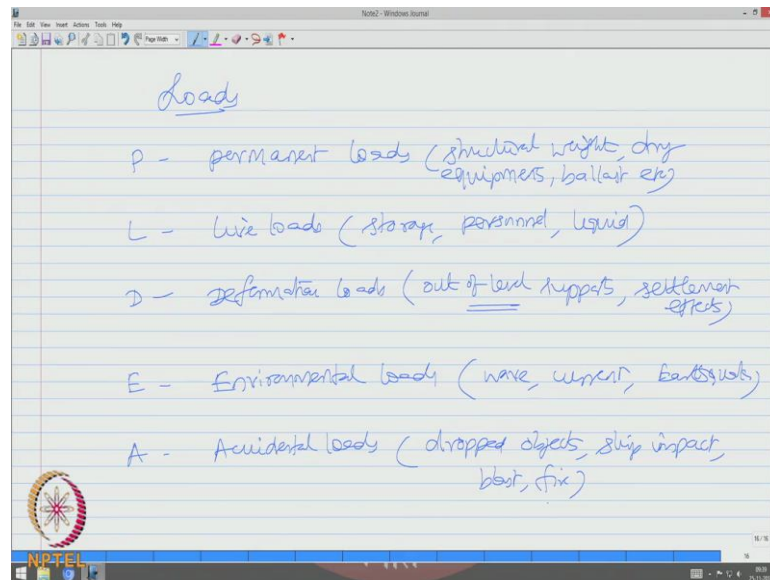 Note2 - Windows Journal
File Edit View Insert Actions Tools Help
Page Width
Loads
P - permanent loads (structural weight, dry
equipments, ballast etc)
L - Live loads (storage, personnel, liquid)
D - Deformation loads (out of level supports, settlement
effects)
E - Environmental loads (wave, current, Earthquake)
A - Accidental loads (dropped objects, ship impact,
blast, fire)
NPTEL
16 / 16
16
09:39